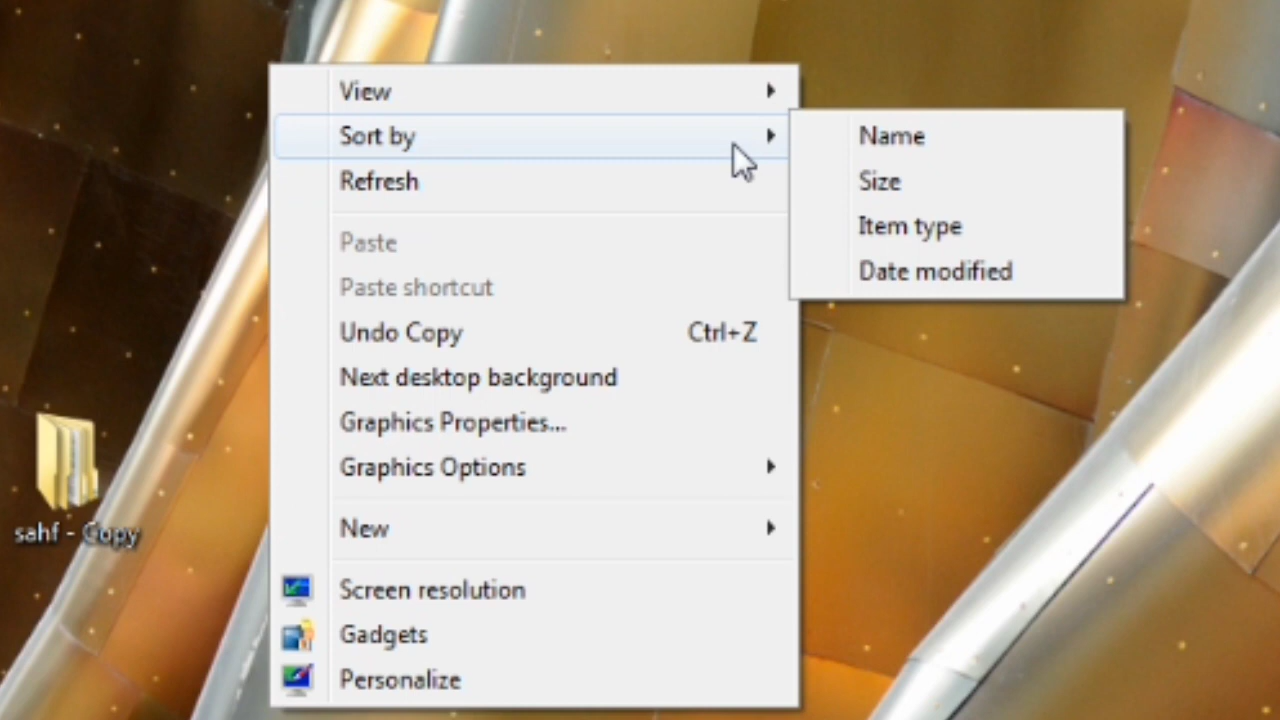 View
Sort by
Refresh
Paste
Paste shortcut
Undo Copy Ctrl+Z
Next desktop background
Graphics Properties...
Graphics Options
New
Screen resolution
Gadgets
Personalize
Name
Size
Item type
Date modified
sahf - Copy